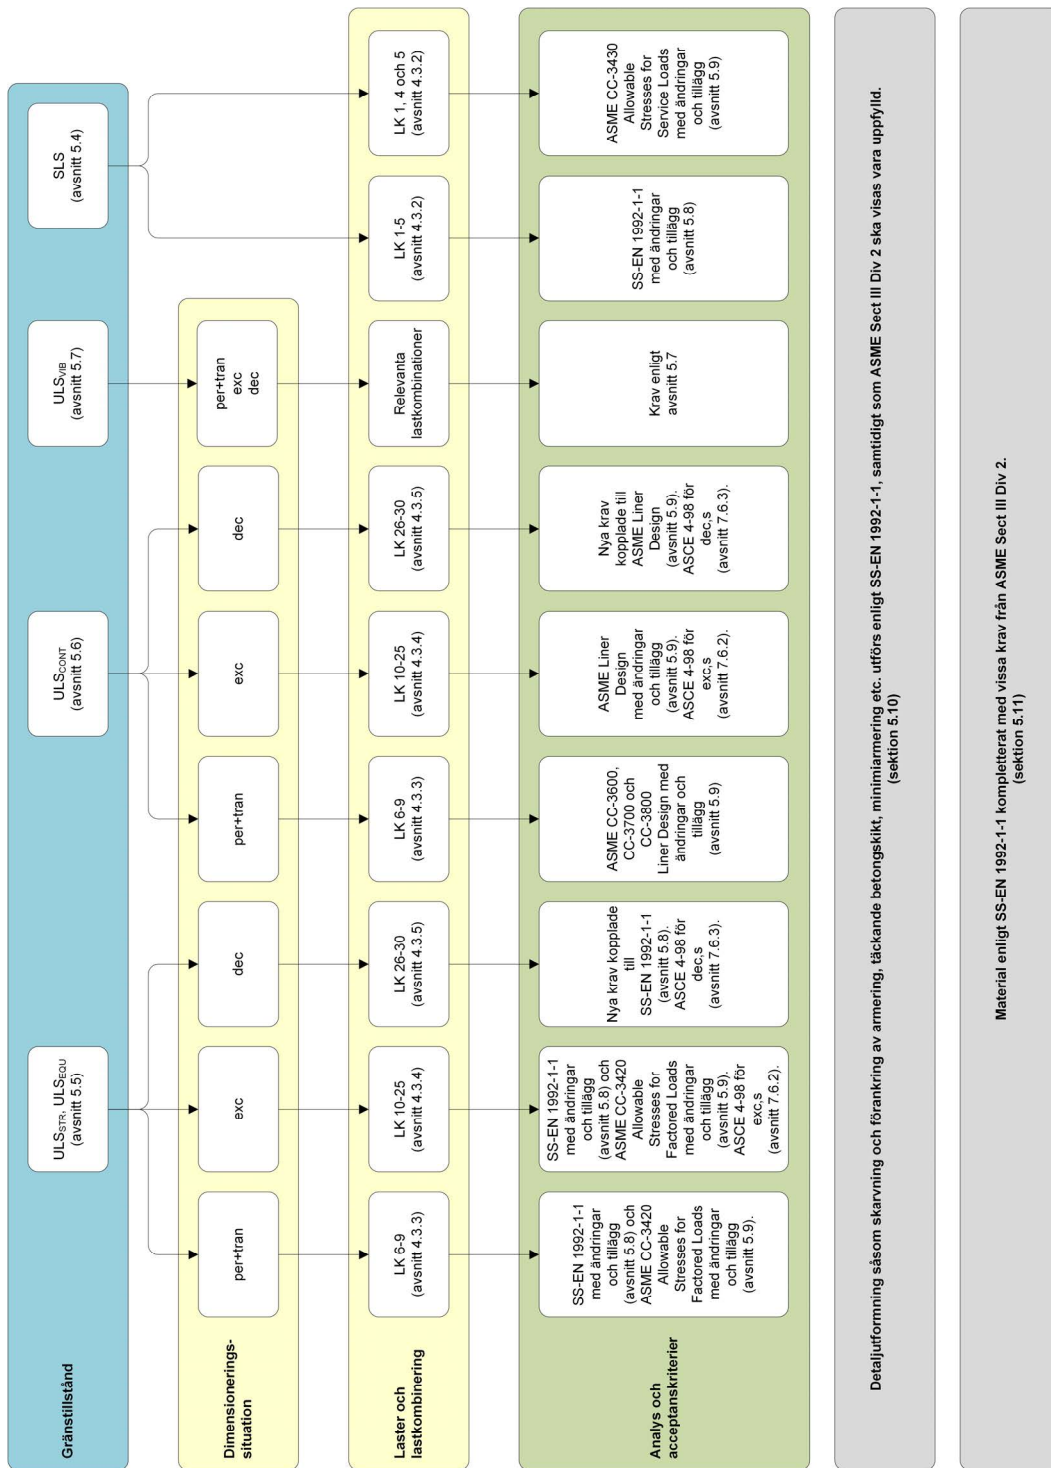 Gränstillstånd
ULSSTR, ULSEQU
(avsnitt 5.5)
ULSCONT
(avsnitt 5.6)
ULSVIB
(avsnitt 5.7)
SLS
(avsnitt 5.4)
Dimensionerings-
situation
per+tran
exc
dec
per+tran
exc
dec
per+tran
exc
dec
Laster och
lastkombinering
LK 6-9
(avsnitt 4.3.3)
LK 10-25
(avsnitt 4.3.4)
LK 26-30
(avsnitt 4.3.5)
LK 6-9
(avsnitt 4.3.3)
LK 10-25
(avsnitt 4.3.4)
LK 26-30
(avsnitt 4.3.5)
Relevanta
lastkombinationer
LK 1-5
(avsnitt 4.3.2)
LK 1, 4 och 5
(avsnitt 4.3.2)
Analys och
acceptanskriterier
SS-EN 1992-1-1
med ändringar
och tillägg
(avsnitt 5.8) och
ASME CC-3420
Allowable
Stresses for
Factored Loads
med ändringar
och tillägg
(avsnitt 5.9).
SS-EN 1992-1-1
med ändringar
och tillägg
(avsnitt 5.8) och
ASME CC-3420
Allowable
Stresses for
Factored Loads
med ändringar
och tillägg
(avsnitt 5.9).
ASCE 4-98 för
exc,s
(avsnitt 7.6.2).
Nya krav kopplade
till
SS-EN 1992-1-1
(avsnitt 5.8).
ASCE 4-98 för
dec,s
(avsnitt 7.6.3).
ASME CC-3600,
CC-3700 och
CC-3800
Liner Design med
ändringar och
tillägg
(avsnitt 5.9)
ASME Liner
Design
med ändringar
och tillägg
(avsnitt 5.9).
ASCE 4-98 för
exc,s
(avsnitt 7.6.2).
Nya krav
kopplade till
ASME Liner
Design
(avsnitt 5.9).
ASCE 4-98 för
dec,s
(avsnitt 7.6.3).
Krav enligt
avsnitt 5.7
SS-EN 1992-1-1
med ändringar
och tillägg
(avsnitt 5.8)
ASME CC-3430
Allowable
Stresses for
Service Loads
med ändringar
och tillägg
(avsnitt 5.9)
Detaljutformning såsom skarvning och förankring av armering, täckande betongskikt, minimiarmering etc. utförs enligt SS-EN 1992-1-1, samtidigt som ASME Sect III Div 2 ska visas vara uppfylld.
(sektion 5.10)
Material enligt SS-EN 1992-1-1 kompletterat med vissa krav från ASME Sect III Div 2.
(sektion 5.11)